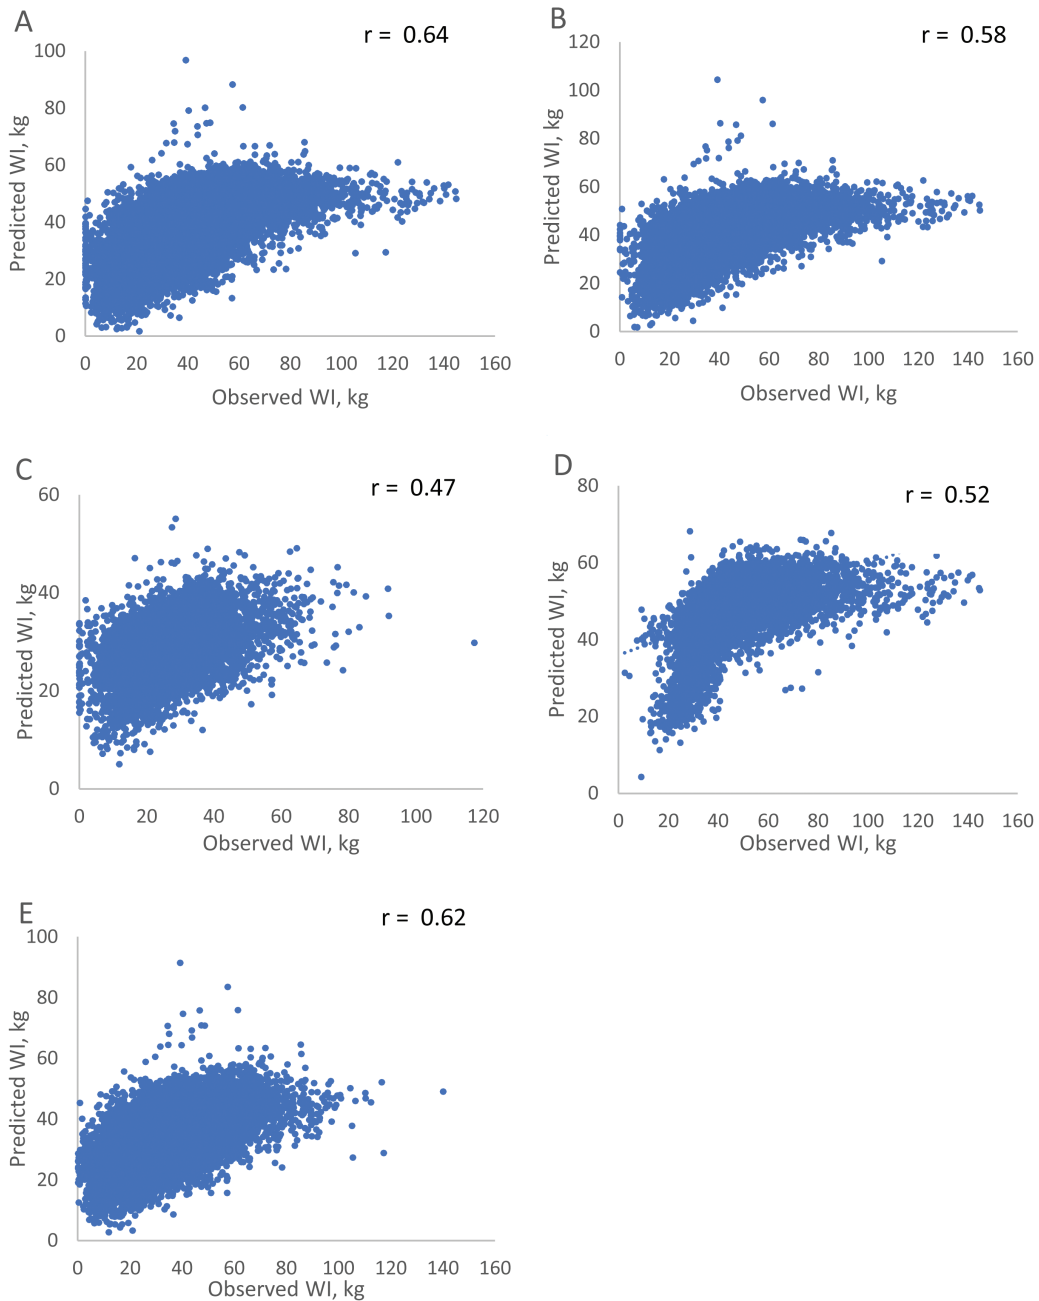 A
r = 0.64
100
80
60
40
20
0
Predicted WI, kg
0 20 40 60 80 100 120 140 160
Observed WI, kg
B
r = 0.58
120
100
80
60
40
20
0
Predicted WI, kg
0 20 40 60 80 100 120 140 160
Observed WI, kg
C
r = 0.47
60
40
20
0
Predicted WI, kg
0 20 40 60 80 100 120
Observed WI, kg
D
r = 0.52
80
60
40
20
0
Predicted WI, kg
0 20 40 60 80 100 120 140 160
Observed WI, kg
E
r = 0.62
100
80
60
40
20
0
Predicted WI, kg
0 20 40 60 80 100 120 140 160
Observed WI, kg